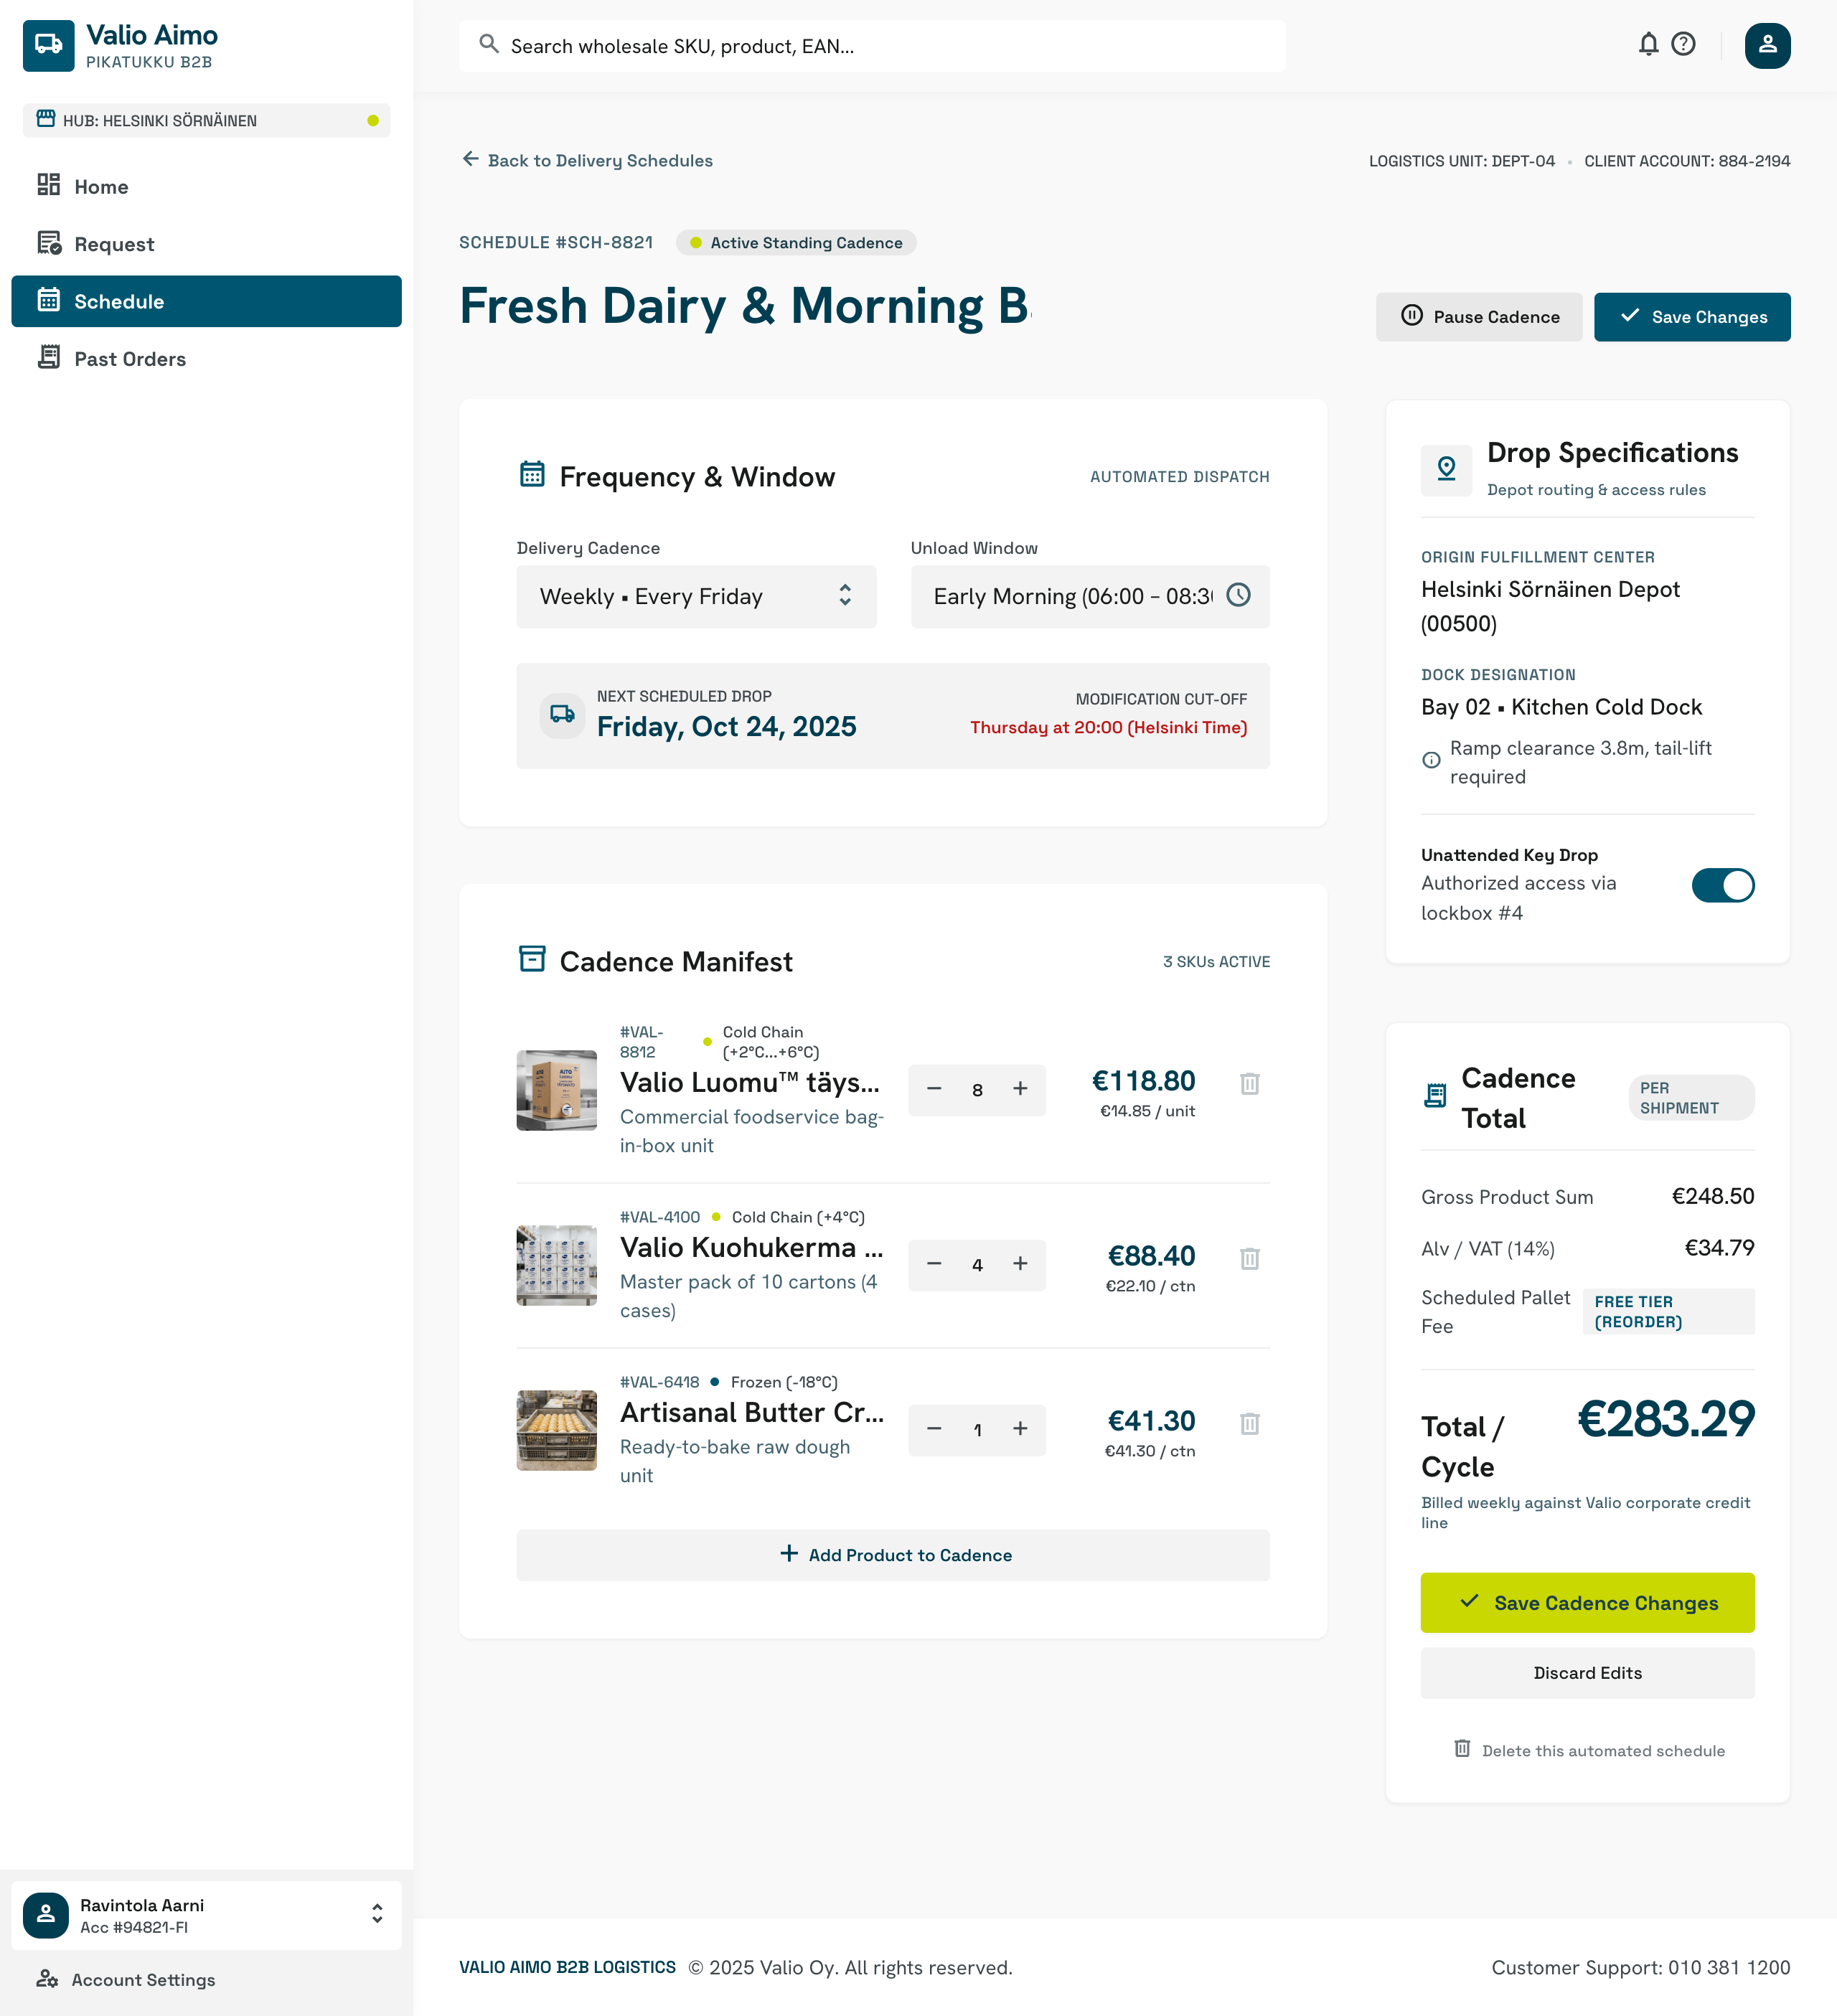 Valio Aimo
PIKATUKKU B2B
HUB: HELSINKI SÖRNÄINEN
Home
Request
Schedule
Past Orders
Ravintola Aarni
Acc #94821-FI
Account Settings
Search wholesale SKU, product, EAN...
Back to Delivery Schedules
LOGISTICS UNIT: DEPT-04 • CLIENT ACCOUNT: 884-2194
SCHEDULE #SCH-8821
Active Standing Cadence
Fresh Dairy & Morning B
Pause Cadence
Save Changes
Frequency & Window
AUTOMATED DISPATCH
Delivery Cadence
Weekly ▪ Every Friday
Unload Window
Early Morning (06:00 – 08:30
NEXT SCHEDULED DROP
Friday, Oct 24, 2025
MODIFICATION CUT-OFF
Thursday at 20:00 (Helsinki Time)
Cadence Manifest
3 SKUs ACTIVE
#VAL-
8812
Cold Chain
(+2°C...+6°C)
Valio Luomu™ täys...
Commercial foodservice bag-
in-box unit
8
€118.80
€14.85 / unit
#VAL-4100
Cold Chain (+4°C)
Valio Kuohukerma ...
Master pack of 10 cartons (4
cases)
4
€88.40
€22.10 / ctn
#VAL-6418
Frozen (-18°C)
Artisanal Butter Cr...
Ready-to-bake raw dough
unit
1
€41.30
€41.30 / ctn
Add Product to Cadence
Drop Specifications
Depot routing & access rules
ORIGIN FULFILLMENT CENTER
Helsinki Sörnäinen Depot
(00500)
DOCK DESIGNATION
Bay 02 ▪ Kitchen Cold Dock
Ramp clearance 3.8m, tail-lift
required
Unattended Key Drop
Authorized access via
lockbox #4
Cadence
Total
PER
SHIPMENT
Gross Product Sum
€248.50
Alv / VAT (14%)
€34.79
Scheduled Pallet
Fee
FREE TIER
(REORDER)
Total /
Cycle
€283.29
Billed weekly against Valio corporate credit
line
Save Cadence Changes
Discard Edits
Delete this automated schedule
VALIO AIMO B2B LOGISTICS © 2025 Valio Oy. All rights reserved.
Customer Support: 010 381 1200